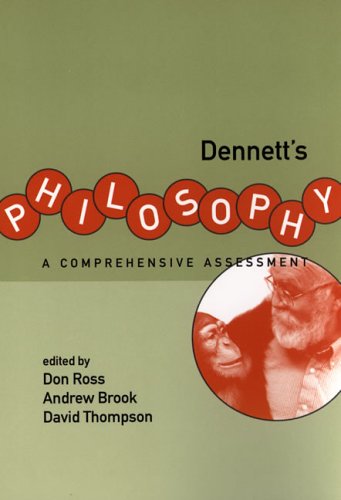 Dennett's
PHILOSOPHY
A COMPREHENSIVE ASSESSMENT
edited by
Don Ross
Andrew Brook
David Thompson